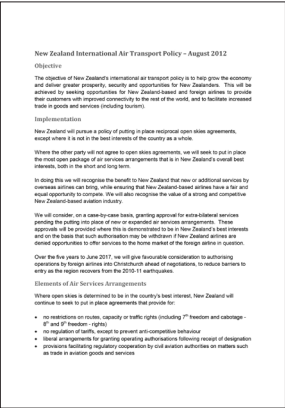 New Zealand International Air Transport Policy – August 2012
Objective
The objective of New Zealand's international air transport policy is to help grow the economy
and deliver greater prosperity, security and opportunities for New Zealanders. This will be
achieved by seeking opportunities for New Zealand-based and foreign airlines to provide
their customers with improved connectivity to the rest of the world, and to facilitate increased
trade in goods and services (including tourism).
Implementation
New Zealand will pursue a policy of putting in place reciprocal open skies agreements,
except where it is not in the best interests of the country as a whole.
Where the other party will not agree to open skies agreements, we will seek to put in place
the most open package of air services arrangements that is in New Zealand's overall best
interests, both in the short and long term.
In doing this we will recognise the benefit to New Zealand that new or additional services by
overseas airlines can bring, while ensuring that New Zealand-based airlines have a fair and
equal opportunity to compete. We will also recognise the value of a strong and competitive
New Zealand-based aviation industry.
We will consider, on a case-by-case basis, granting approval for extra-bilateral services
pending the putting into place of new or expanded air services arrangements. These
approvals will be provided where this is demonstrated to be in New Zealand's best interests
and on the basis that such authorisation may be withdrawn if New Zealand airlines are
denied opportunities to offer services to the home market of the foreign airline in question.
Over the five years to June 2017, we will give favourable consideration to authorising
operations by foreign airlines into Christchurch ahead of negotiations, to reduce barriers to
entry as the region recovers from the 2010-11 earthquakes.
Elements of Air Services Arrangements
Where open skies is determined to be in the country's best interest, New Zealand will
continue to seek to put in place agreements that provide for:
• no restrictions on routes, capacity or traffic rights (including 7th freedom and cabotage -
8th and 9th freedom - rights)
• no regulation of tariffs, except to prevent anti-competitive behaviour
• liberal arrangements for granting operating authorisations following receipt of designation
• provisions facilitating regulatory cooperation by civil aviation authorities on matters such
as trade in aviation goods and services